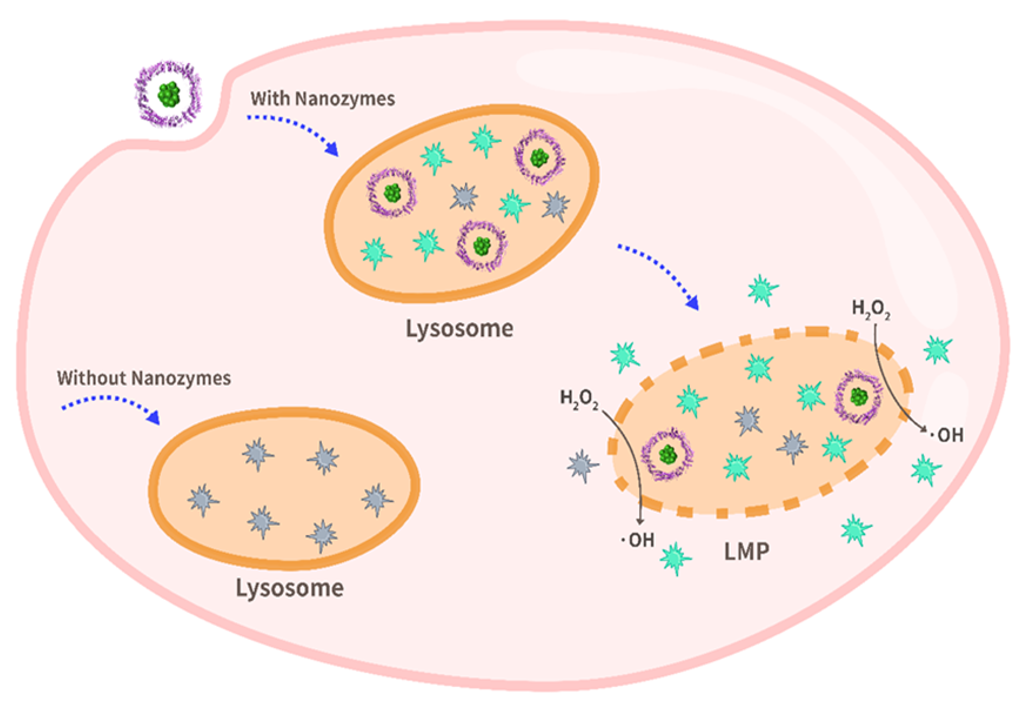 With Nanozymes
Lysosome
H₂O₂
Without Nanozymes
H₂O₂
·OH
·OH
LMP
Lysosome